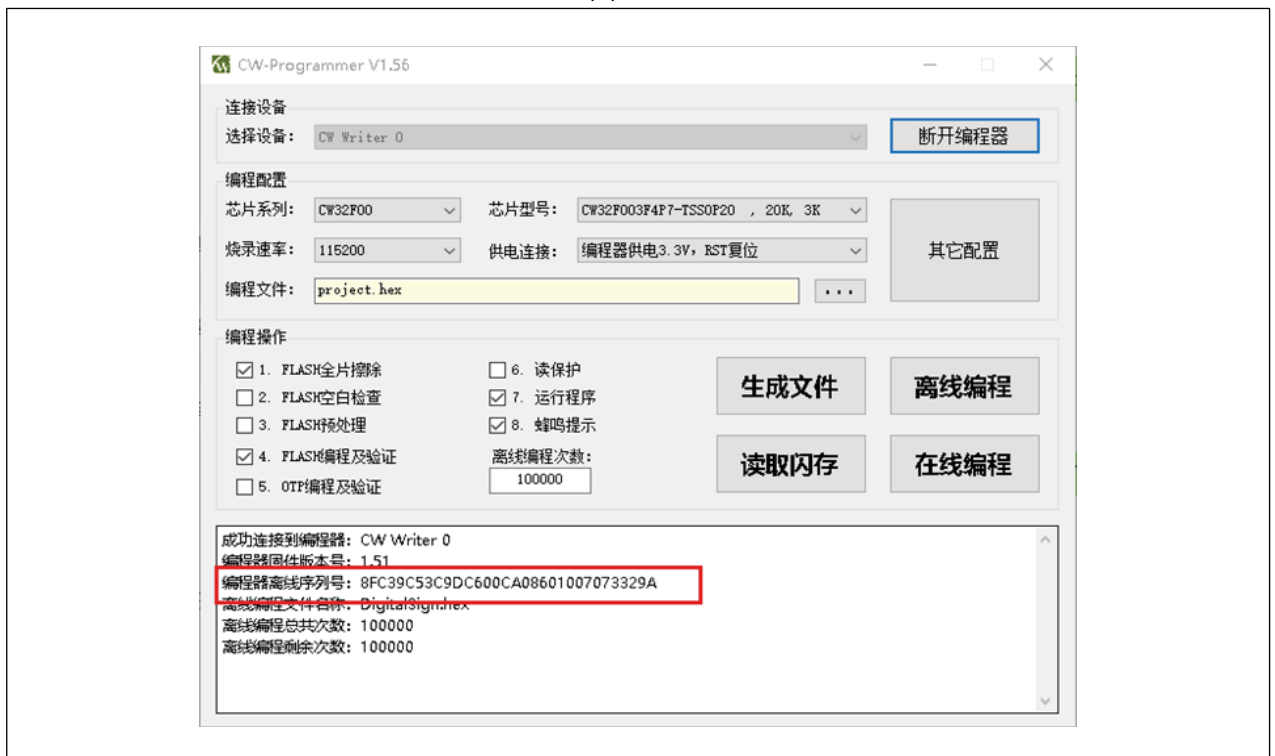 CW-Programmer V1.56
连接设备
选择设备： CW Writer 0 断开编程器
编程配置
芯片系列： CW32F00 芯片型号： CW32F003F4P7-TSSOP20 , 20K, 3K
烧录速率： 115200 供电连接： 编程器供电3.3V，RST复位 其它配置
编程文件： project.hex ...
编程操作
1. FLASH全片擦除 6. 读保护
2. FLASH空白检查 7. 运行程序 生成文件 离线编程
3. FLASH预处理 8. 蜂鸣提示
4. FLASH编程及验证 离线编程次数： 读取闪存 在线编程
5. OTP编程及验证 100000
成功连接到编程器： CW Writer 0
编程器固件版本号： 1.51
编程器离线序列号： 8FC39C53C9DC600CA08601007073329A
离线编程文件名称： DigitalSign.hex
离线编程总共次数： 100000
离线编程剩余次数： 100000